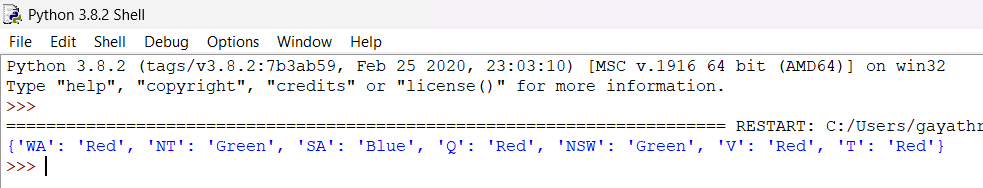 Python 3.8.2 Shell
File Edit Shell Debug Options Window Help
Python 3.8.2 (tags/v3.8.2:7b3ab59, Feb 25 2020, 23:03:10) [MSC v.1916 64 bit (AMD64)] on win32
Type "help", "copyright", "credits" or "license()" for more information.
>>>
======================================================================== RESTART: C:/Users/gayathr
{'WA': 'Red', 'NT': 'Green', 'SA': 'Blue', 'Q': 'Red', 'NSW': 'Green', 'V': 'Red', 'T': 'Red'}
>>>